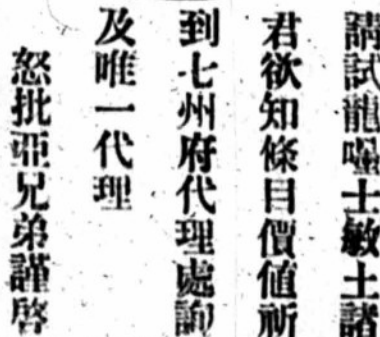 請試龍嘜士敏土諸
君欲知條目價值祈
到七州府代理處詢
及唯一代理
怒批亞兄弟謹啓